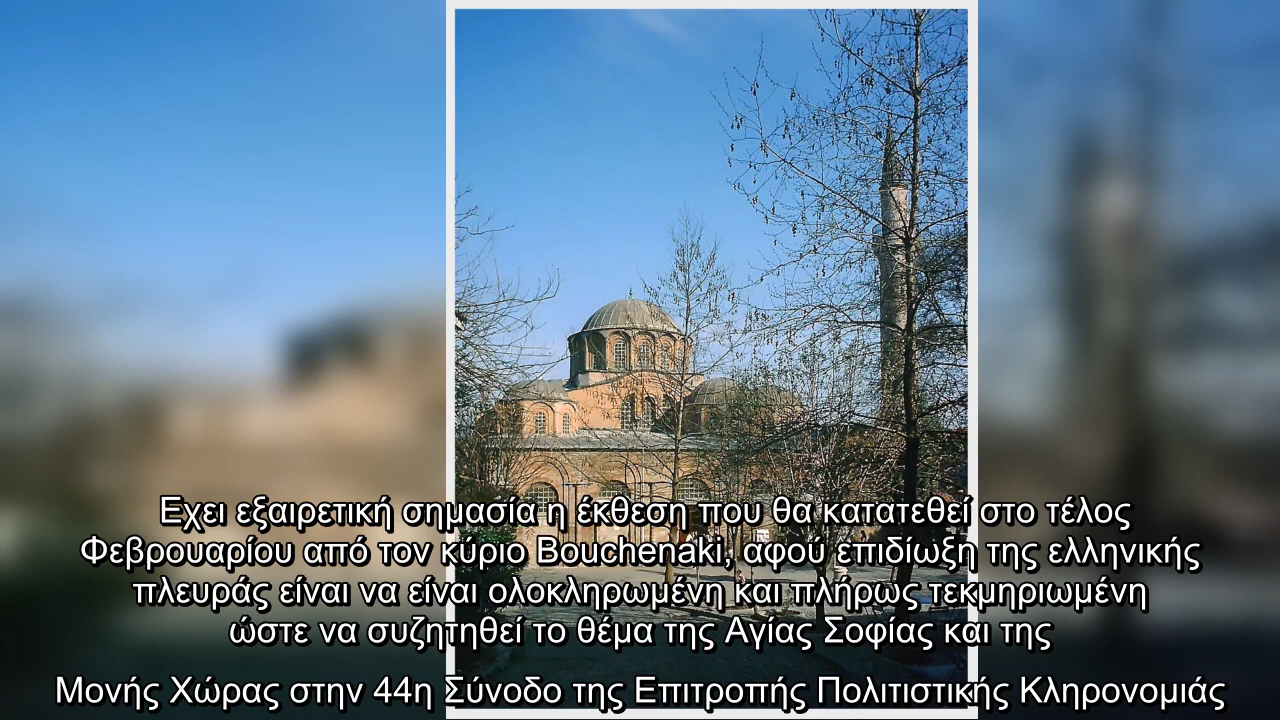 Εχει εξαιρετική σημασία η έκθεση που θα κατατεθεί στο τέλος
Φεβρουαρίου από τον κύριο Bouchenaki, αφού επιδίωξη της ελληνικής
πλευράς είναι να είναι ολοκληρωμένη και πλήρως τεκμηριωμένη
ώστε να συζητηθεί το θέμα της Αγίας Σοφίας και της
Μονής Χώρας στην 44η Σύνοδο της Επιτροπής Πολιτιστικής Κληρονομιάς